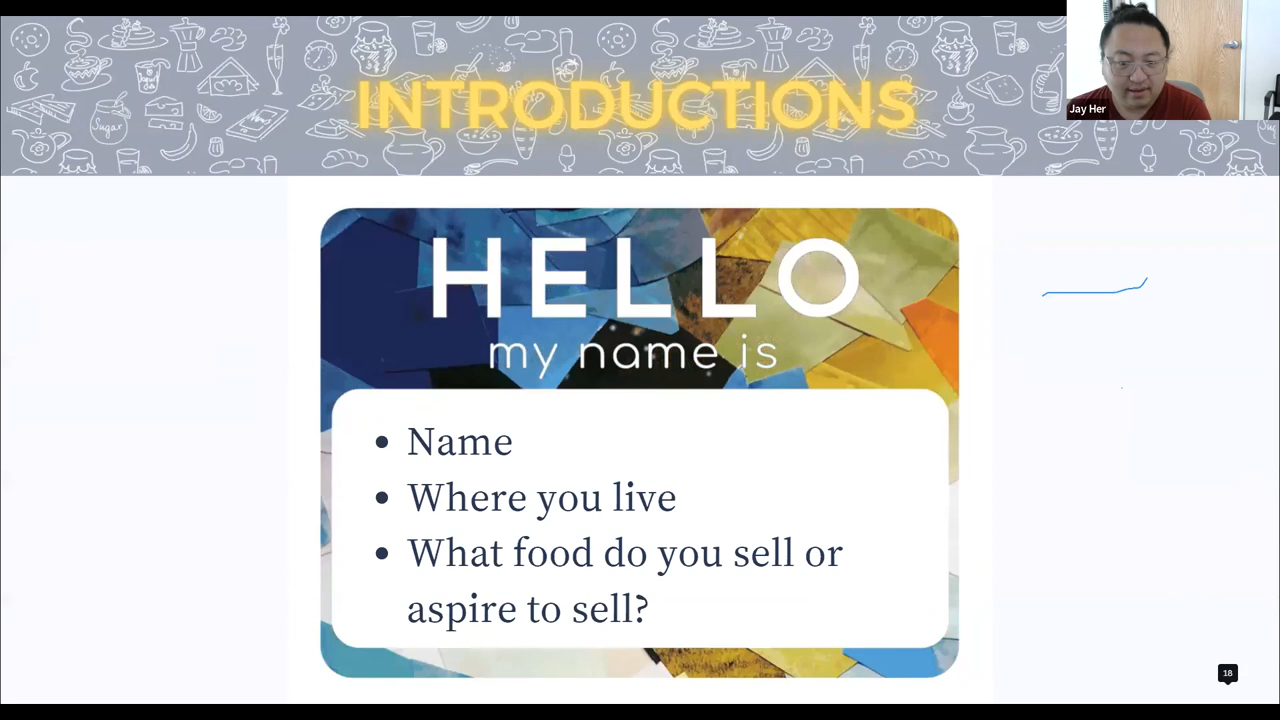 INTRODUCTIONS
Jay Her
Sugar
HELLO
my name is
• Name
• Where you live
• What food do you sell or
aspire to sell?
18